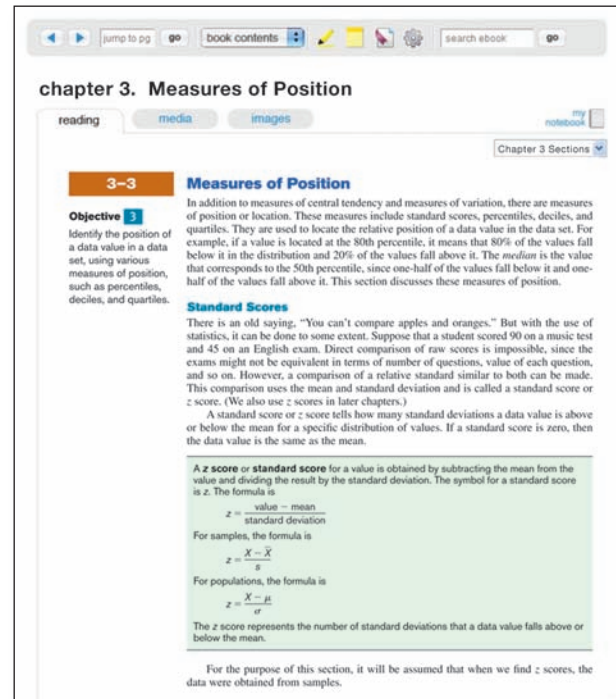 jump to pg go book contents search ebook go
chapter 3. Measures of Position
reading media images my notebook
Chapter 3 Sections
3–3
Objective 3
Identify the position of
a data value in a data
set, using various
measures of position,
such as percentiles,
deciles, and quartiles.
Measures of Position
In addition to measures of central tendency and measures of variation, there are measures
of position or location. These measures include standard scores, percentiles, deciles, and
quartiles. They are used to locate the relative position of a data value in the data set. For
example, if a value is located at the 80th percentile, it means that 80% of the values fall
below it in the distribution and 20% of the values fall above it. The median is the value
that corresponds to the 50th percentile, since one-half of the values fall below it and one-
half of the values fall above it. This section discusses these measures of position.
Standard Scores
There is an old saying, “You can’t compare apples and oranges.” But with the use of
statistics, it can be done to some extent. Suppose that a student scored 90 on a music test
and 45 on an English exam. Direct comparison of raw scores is impossible, since the
exams might not be equivalent in terms of number of questions, value of each question,
and so on. However, a comparison of a relative standard similar to both can be made.
This comparison uses the mean and standard deviation and is called a standard score or
z score. (We also use z scores in later chapters.)
A standard score or z score tells how many standard deviations a data value is above
or below the mean for a specific distribution of values. If a standard score is zero, then
the data value is the same as the mean.
A z score or standard score for a value is obtained by subtracting the mean from the
value and dividing the result by the standard deviation. The symbol for a standard score
is z. The formula is
z = value − mean / standard deviation
For samples, the formula is
z = X − X̄ / s
For populations, the formula is
z = X − μ / σ
The z score represents the number of standard deviations that a data value falls above or
below the mean.
For the purpose of this section, it will be assumed that when we find z scores, the
data were obtained from samples.